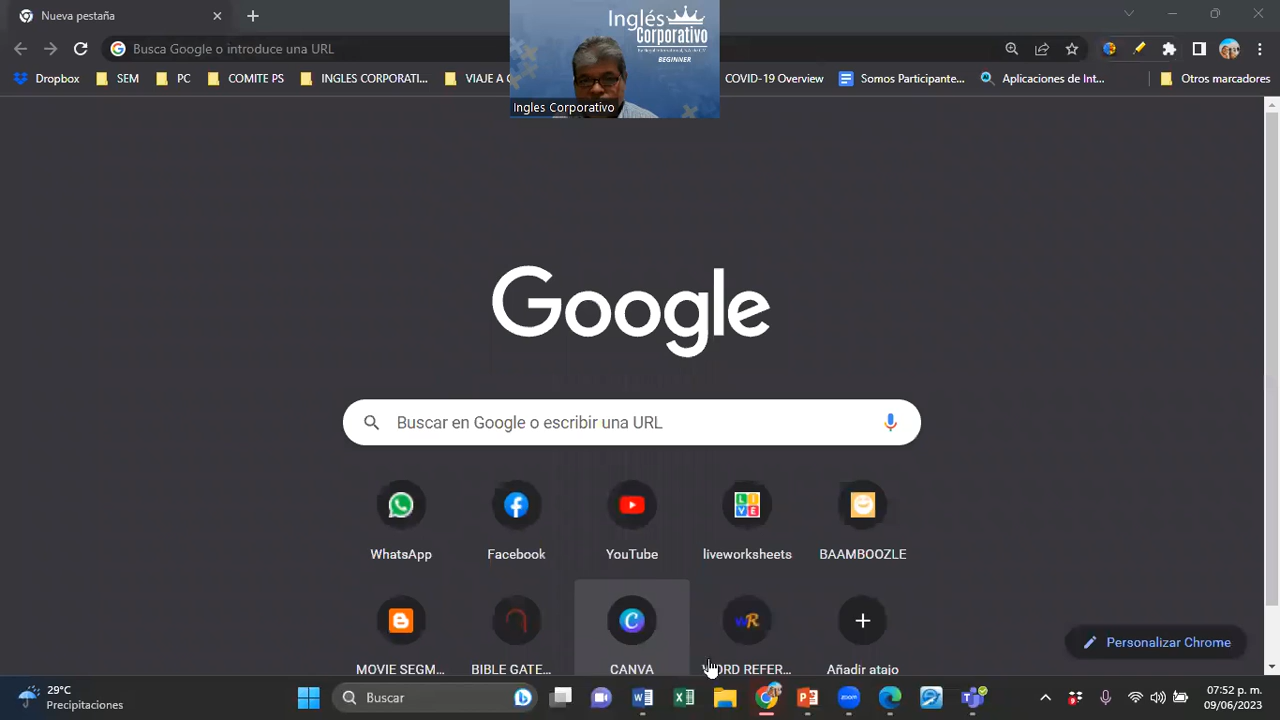 Nueva pestaña
Busca Google o introduce una URL
Dropbox
SEM
PC
COMITE PS
INGLES CORPORATI...
VIAJE A
COVID-19 Overview
Somos Participante...
Aplicaciones de Int...
Otros marcadores
Inglés
Corporativo
BEGINNER
Ingles Corporativo
Google
Buscar en Google o escribir una URL
WhatsApp
Facebook
YouTube
LIVE
liveworksheets
BAAMBOOZLE
MOVIE SEGM...
BIBLE GATE...
CANVA
WORD REFER...
Añadir atajo
Personalizar Chrome
29°C
Precipitaciones
Buscar
zoom
07:52 p. m.
09/06/2023